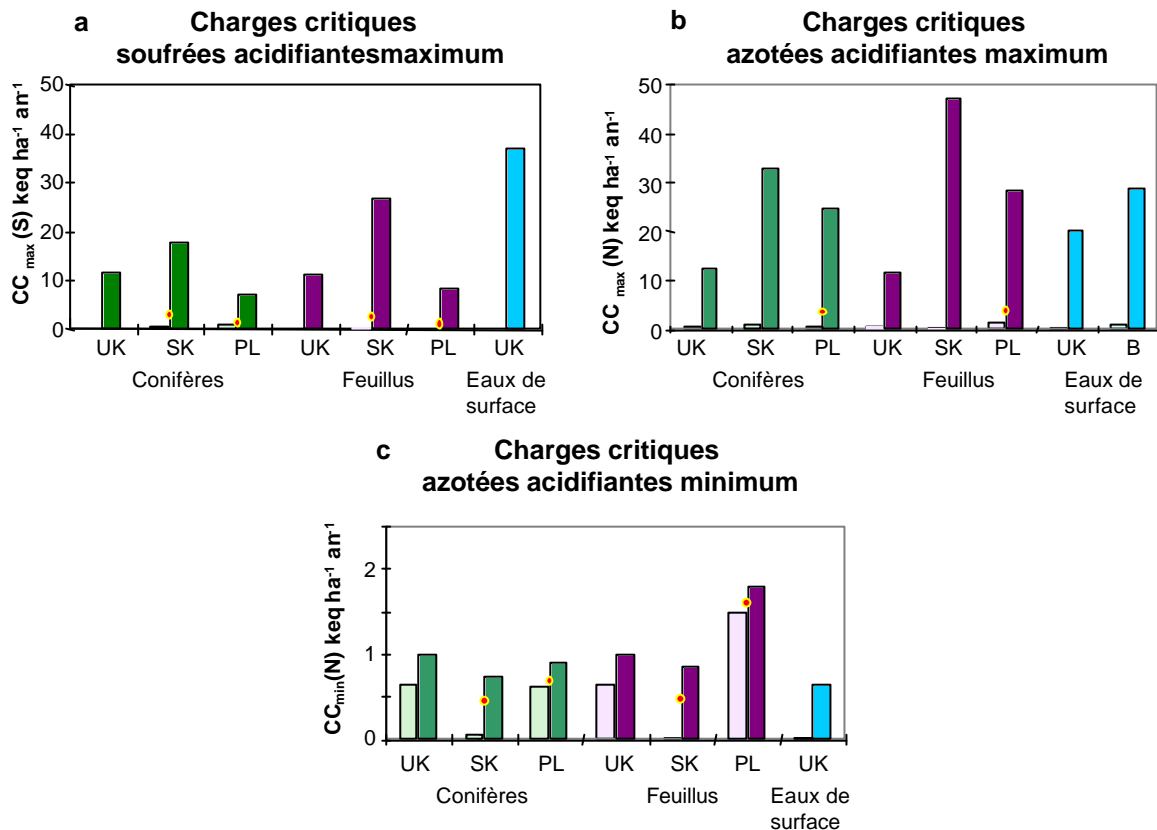 a
Charges critiques
soufrées acidifiantesmaximum
CC max (S) keq ha-1 an-1
50
40
30
20
10
0
UK SK PL UK SK PL UK
Conifères Feuillus Eaux de
surface
b
Charges critiques
azotées acidifiantes maximum
CC max (N) keq ha-1 an-1
50
40
30
20
10
0
UK SK PL UK SK PL UK B
Conifères Feuillus Eaux de
surface
c
Charges critiques
azotées acidifiantes minimum
CCmin(N) keq ha-1 an-1
2
1
0
UK SK PL UK SK PL UK
Conifères Feuillus Eaux de
surface